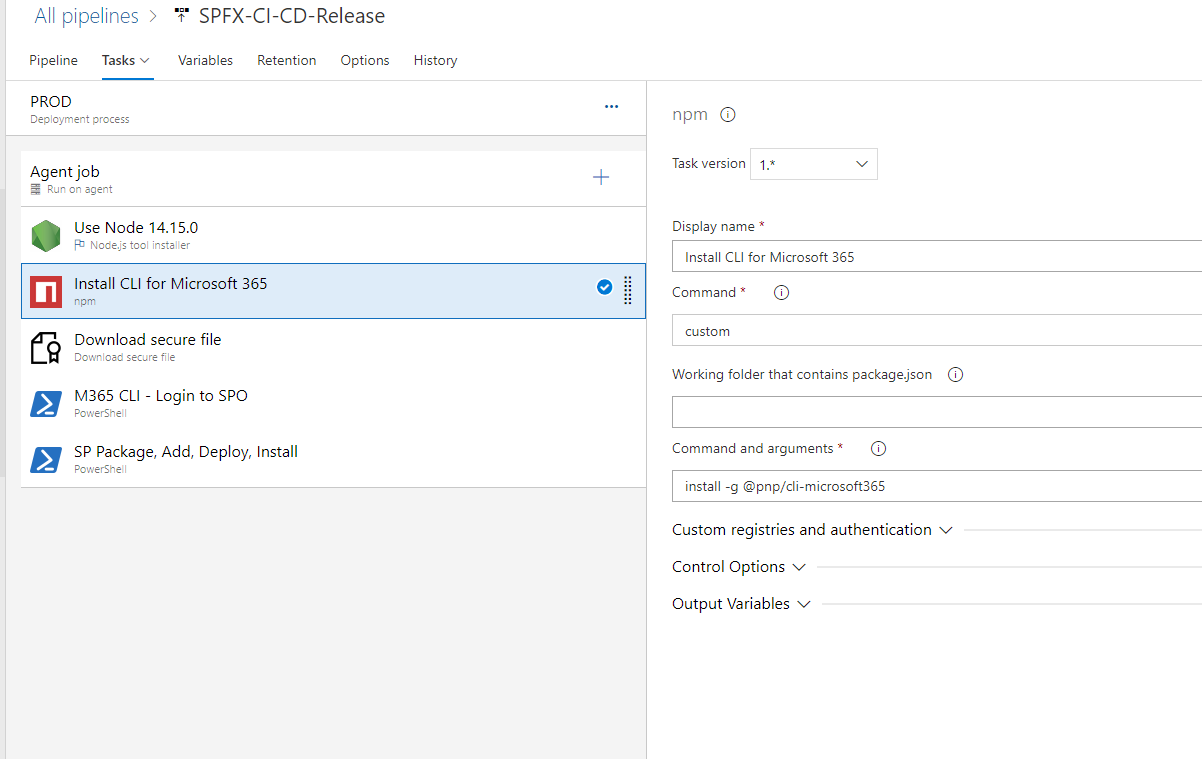 All pipelines > SPFX-CI-CD-Release
Pipeline Tasks Variables Retention Options History
PROD
Deployment process
Agent job
Run on agent
Use Node 14.15.0
Node.js tool installer
Install CLI for Microsoft 365
npm
Download secure file
Download secure file
M365 CLI - Login to SPO
PowerShell
SP Package, Add, Deploy, Install
PowerShell
npm
Task version 1.*
Display name *
Install CLI for Microsoft 365
Command *
custom
Working folder that contains package.json
Command and arguments *
install -g @pnp/cli-microsoft365
Custom registries and authentication
Control Options
Output Variables